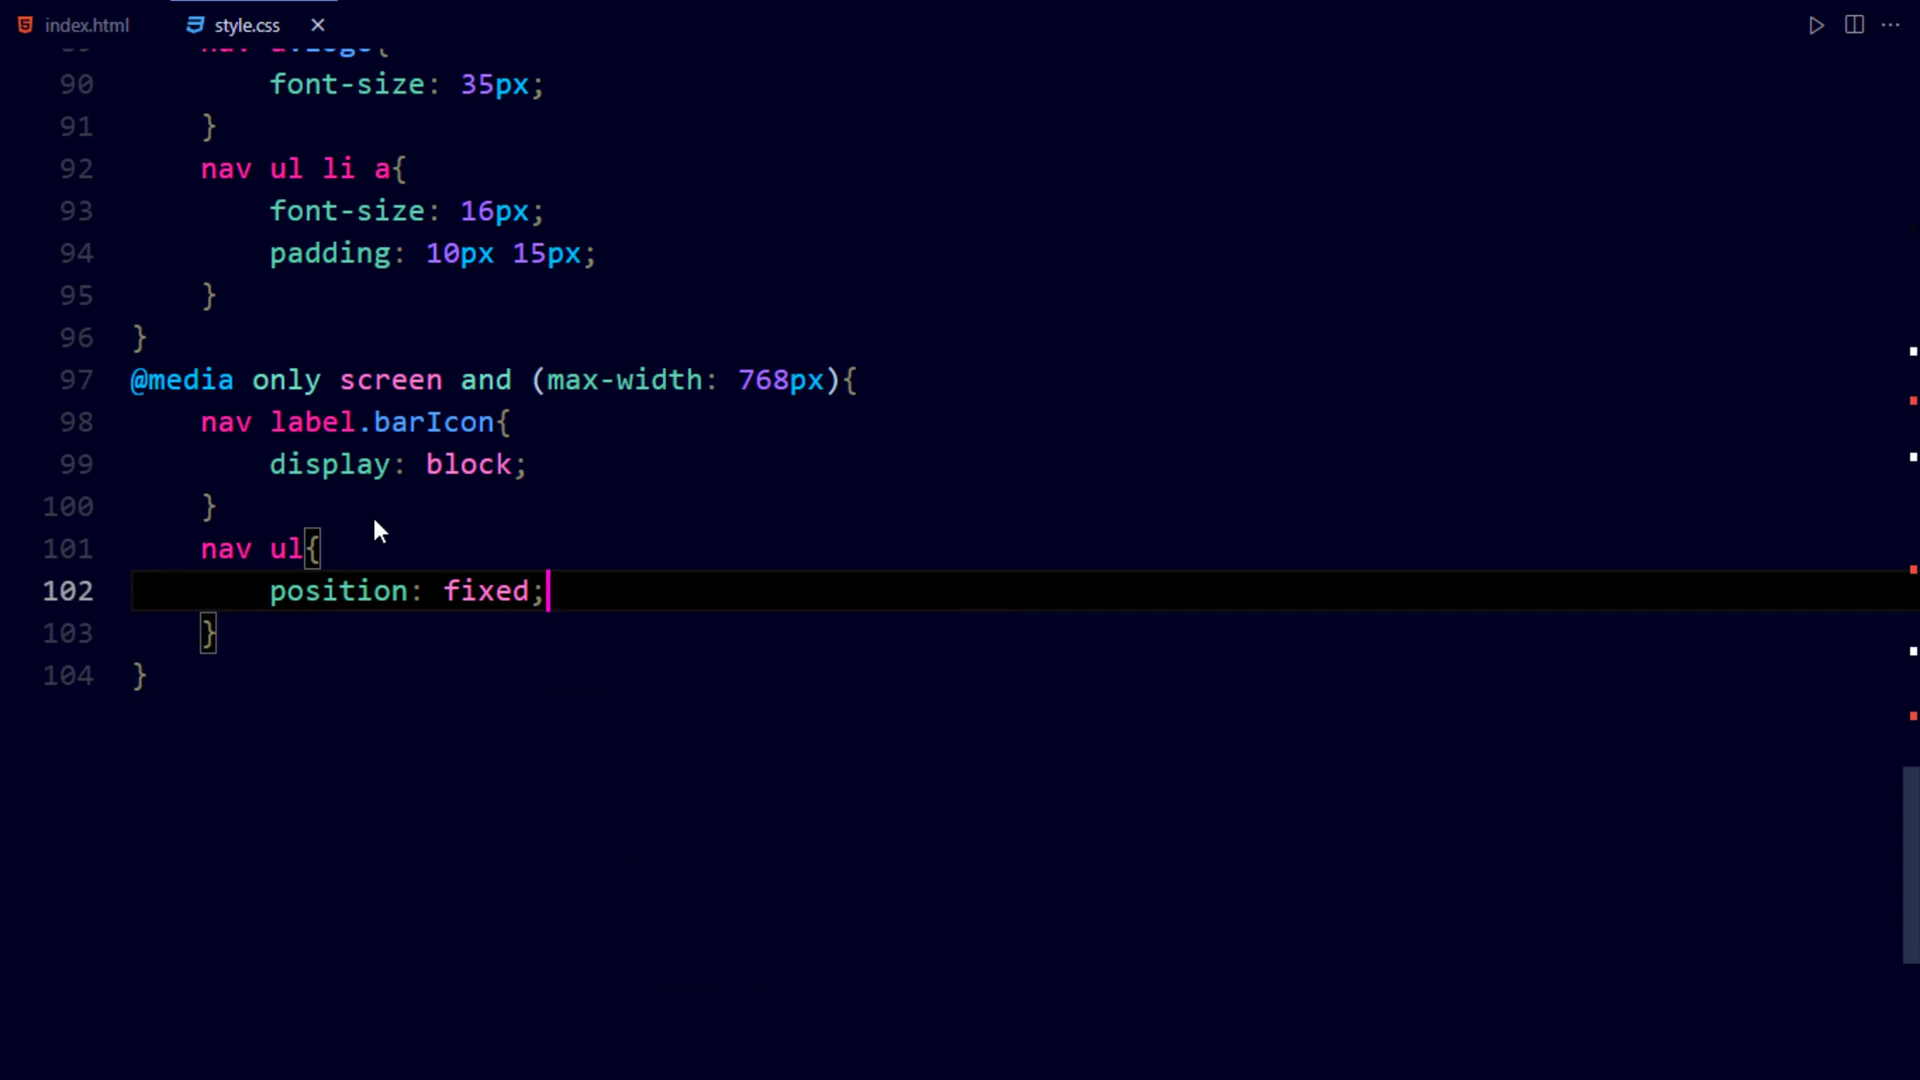 index.html style.css
90 font-size: 35px;
91 }
92 nav ul li a{
93 font-size: 16px;
94 padding: 10px 15px;
95 }
96 }
97 @media only screen and (max-width: 768px){
98 nav label.barIcon{
99 display: block;
100 }
101 nav ul{
102 position: fixed;
103 }
104 }